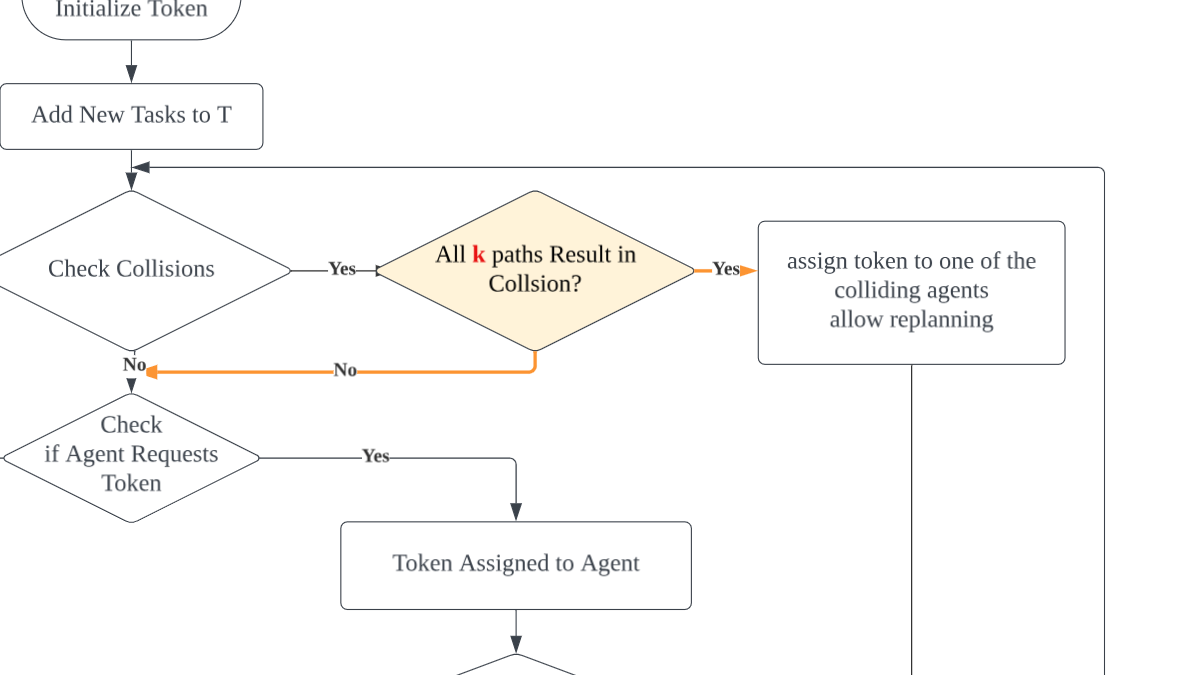 Initialize Token
Add New Tasks to T
Check Collisions
Yes
All k paths Result in
Collsion?
Yes
assign token to one of the
colliding agents
allow replanning
No
No
Check
if Agent Requests
Token
Yes
Token Assigned to Agent